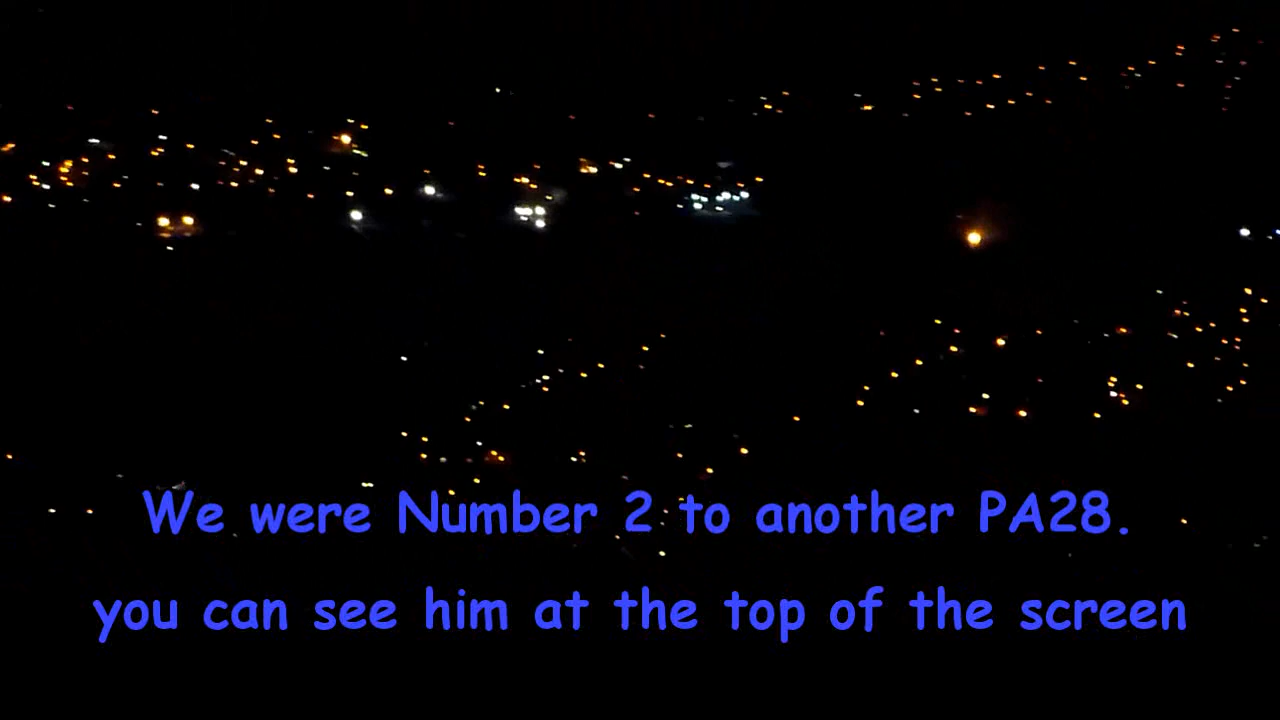 We were Number 2 to another PA28.
you can see him at the top of the screen